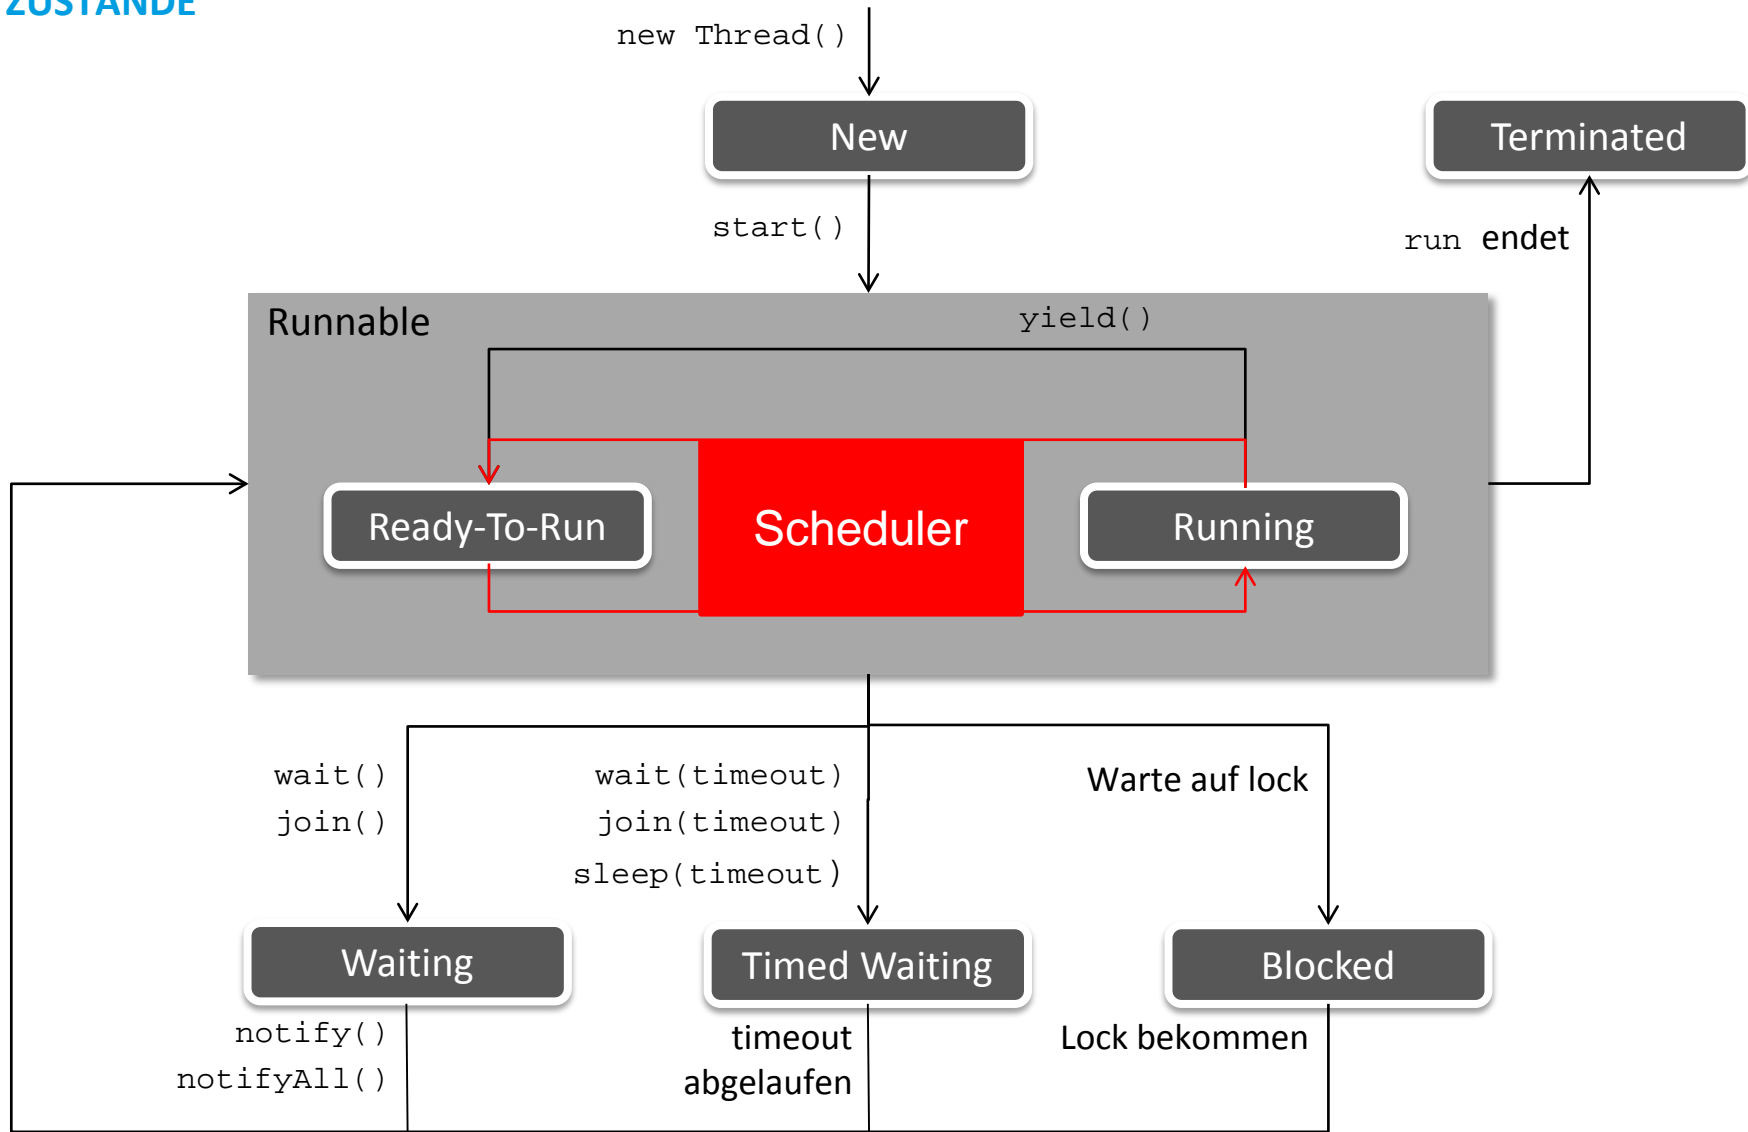 ZUSTÄNDE
new Thread()
New
Terminated
start()
run endet
Runnable
yield()
Ready-To-Run
Scheduler
Running
wait()
join()
wait(timeout)
join(timeout)
sleep(timeout)
Warte auf lock
Waiting
Timed Waiting
Blocked
notify()
notifyAll()
timeout
abgelaufen
Lock bekommen